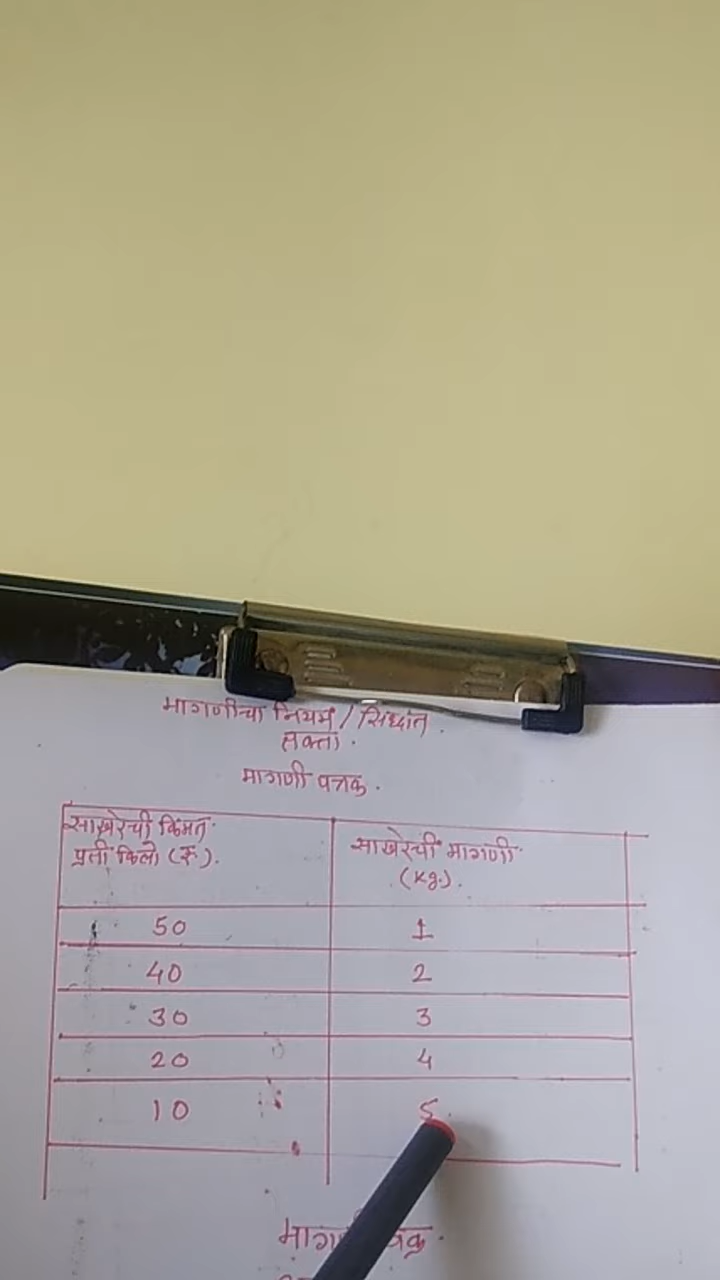 मागणीचा नियम / सिध्दांत.
तक्ता.
मागणी पत्रक.
साखरेची किंमत प्रती किलो (रु).
साखरेची मागणी (kg.).
50 1
40 2
30 3
20 4
10 5